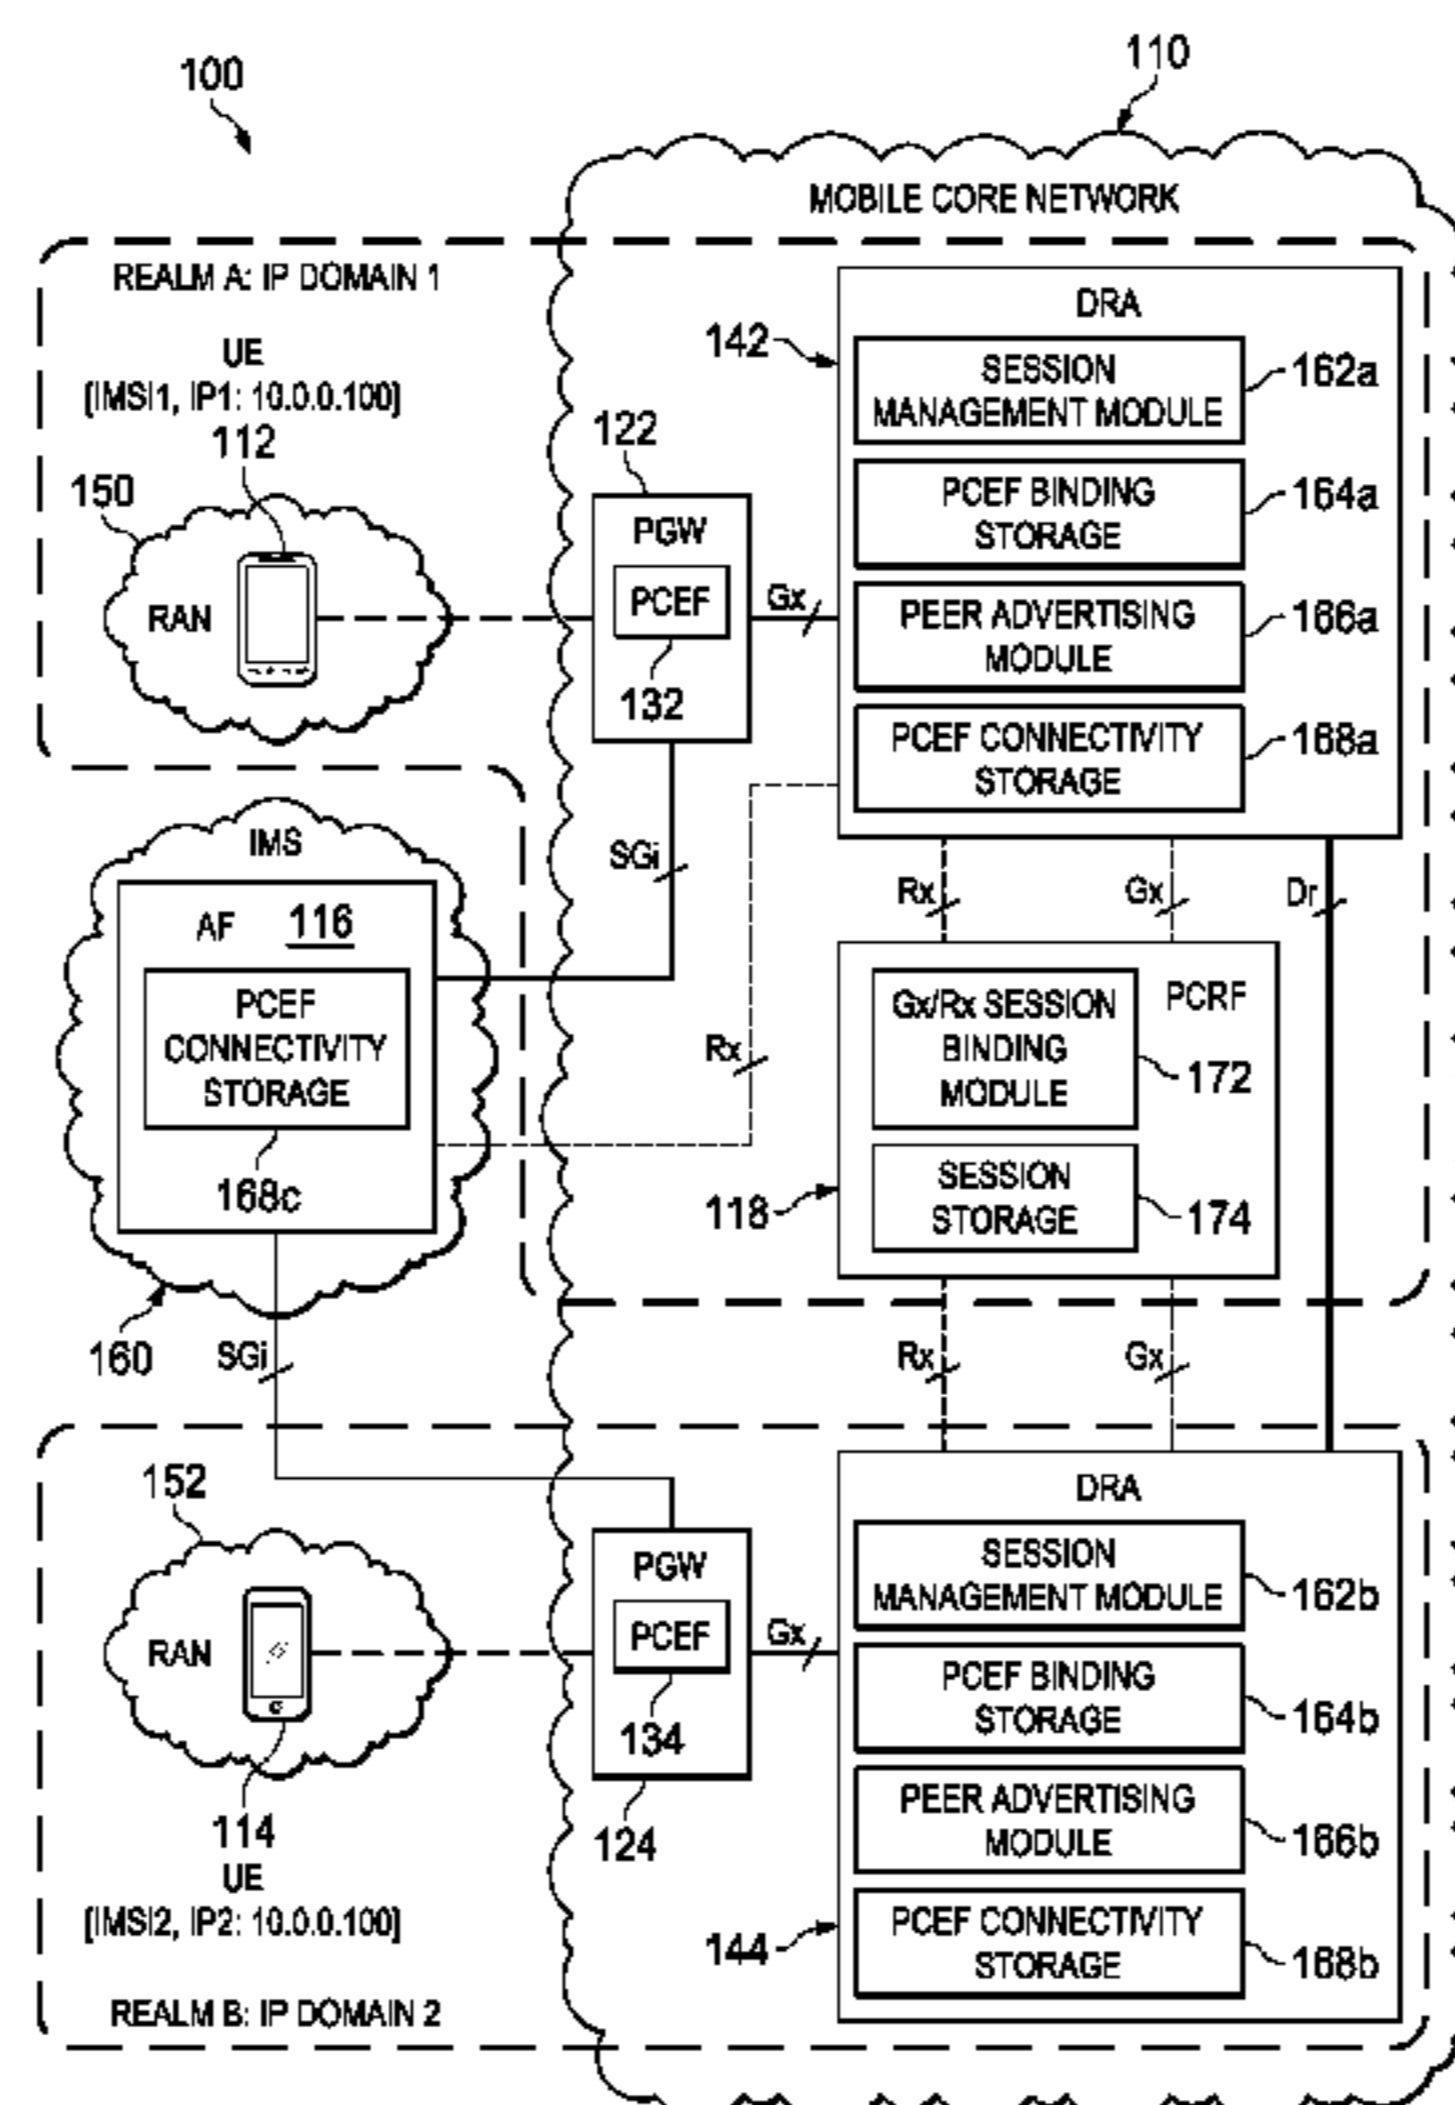 100
110
MOBILE CORE NETWORK
REALM A: IP DOMAIN 1
UE
[IMSI1, IP1: 10.0.0.100]
112
150
RAN
122
PGW
PCEF
132
Gx
142
DRA
SESSION
MANAGEMENT MODULE
162a
PCEF BINDING
STORAGE
164a
PEER ADVERTISING
MODULE
166a
PCEF CONNECTIVITY
STORAGE
168a
IMS
AF
116
PCEF
CONNECTIVITY
STORAGE
168c
160
SGi
Rx
Rx
Gx
Dr
PCRF
Gx/Rx SESSION
BINDING
MODULE
172
SESSION
STORAGE
174
118
SGi
Rx
Gx
152
RAN
114
UE
[IMSI2, IP2: 10.0.0.100]
REALM B: IP DOMAIN 2
PGW
PCEF
134
124
Gx
DRA
SESSION
MANAGEMENT MODULE
162b
PCEF BINDING
STORAGE
164b
PEER ADVERTISING
MODULE
166b
PCEF CONNECTIVITY
STORAGE
168b
144